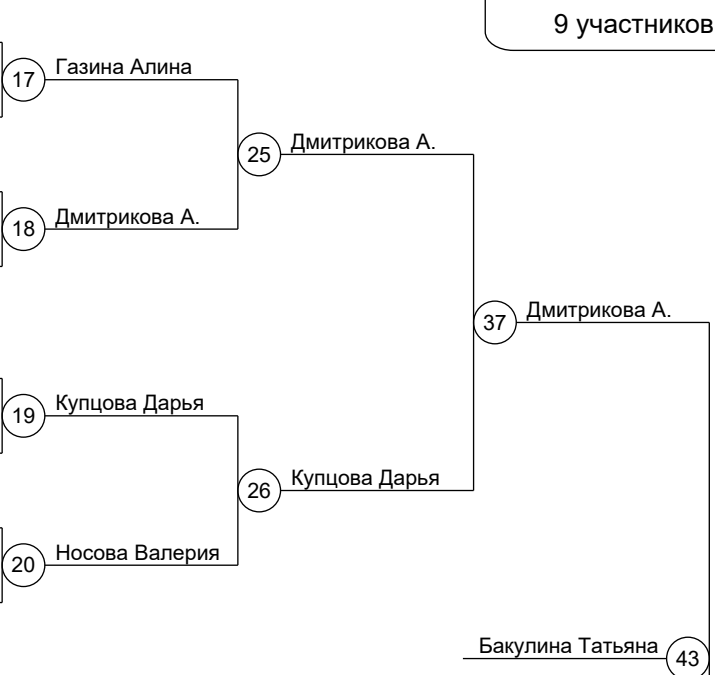 9 участников
17 Газина Алина
25 Дмитрикова А.
18 Дмитрикова А.
37 Дмитрикова А.
19 Купцова Дарья
26 Купцова Дарья
20 Носова Валерия
Бакулина Татьяна 43